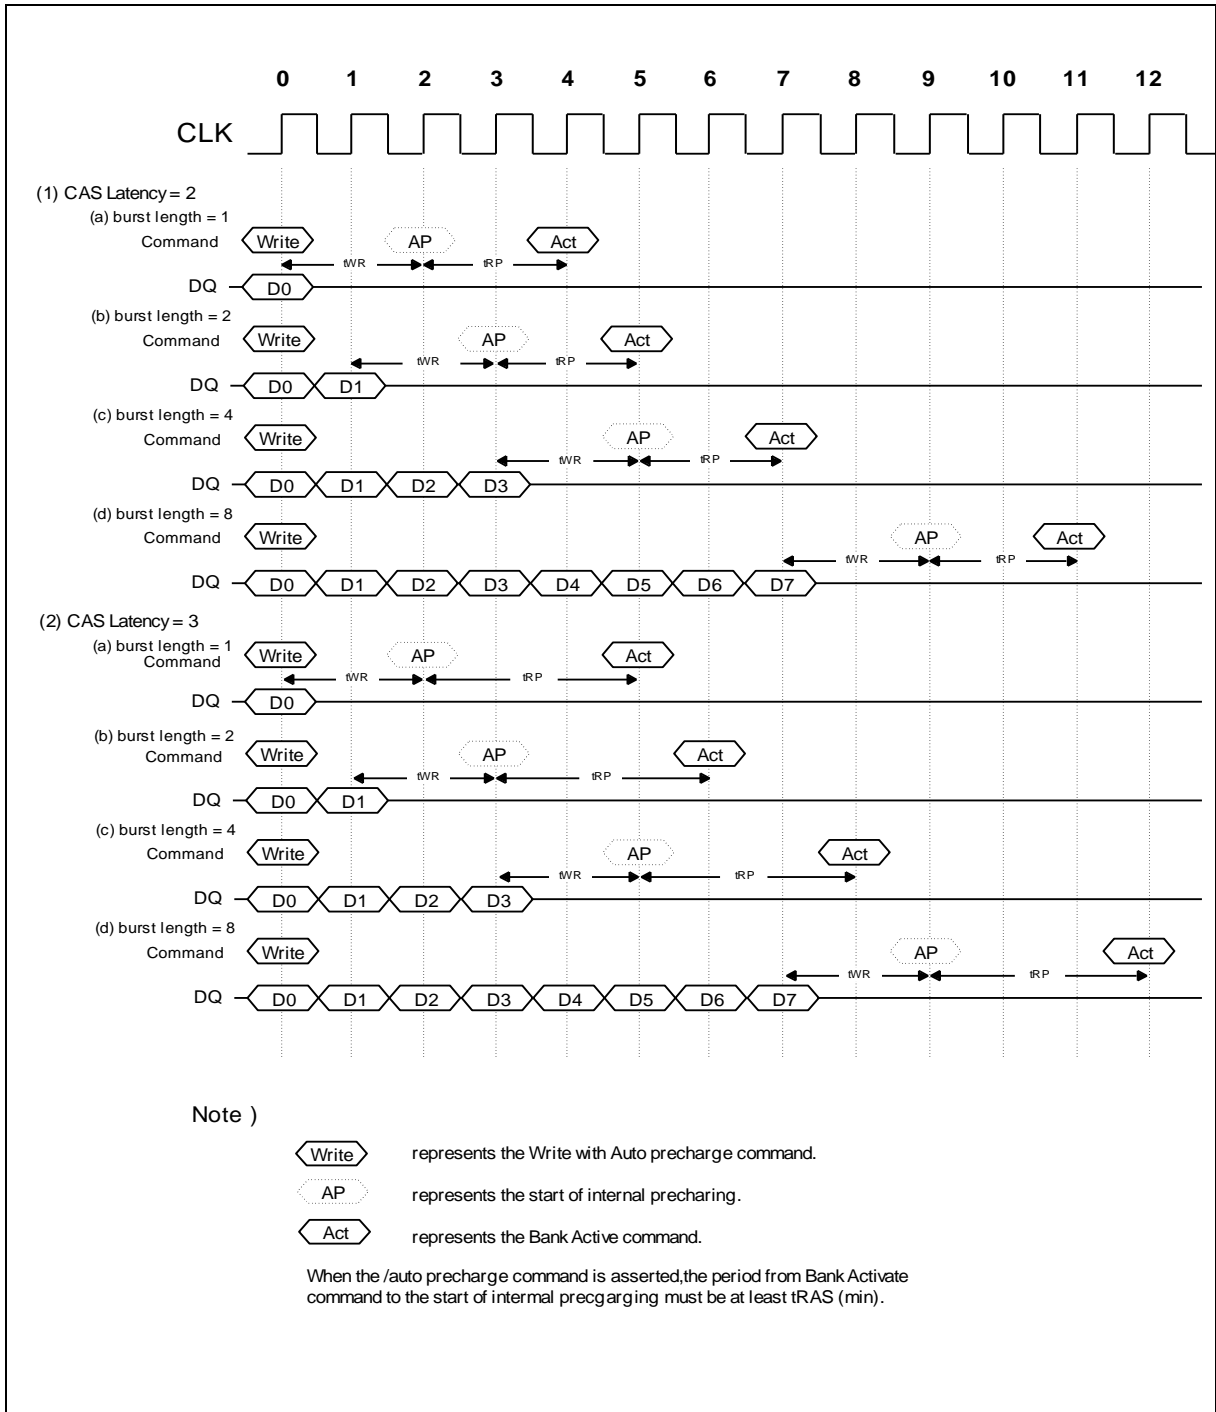 0 1 2 3 4 5 6 7 8 9 10 11 12
CLK
(1) CAS Latency = 2
(a) burst length = 1
Command Write AP Act
tWR tRP
DQ D0
(b) burst length = 2
Command Write AP Act
tWR tRP
DQ D0 D1
(c) burst length = 4
Command Write AP Act
tWR tRP
DQ D0 D1 D2 D3
(d) burst length = 8
Command Write AP Act
tWR tRP
DQ D0 D1 D2 D3 D4 D5 D6 D7
(2) CAS Latency = 3
(a) burst length = 1
Command Write AP Act
tWR tRP
DQ D0
(b) burst length = 2
Command Write AP Act
tWR tRP
DQ D0 D1
(c) burst length = 4
Command Write AP Act
tWR tRP
DQ D0 D1 D2 D3
(d) burst length = 8
Command Write AP Act
tWR tRP
DQ D0 D1 D2 D3 D4 D5 D6 D7
Note )
Write represents the Write with Auto precharge command.
AP represents the start of internal precharing.
Act represents the Bank Active command.
When the /auto precharge command is asserted,the period from Bank Activate
command to the start of intermal precgarging must be at least tRAS (min).